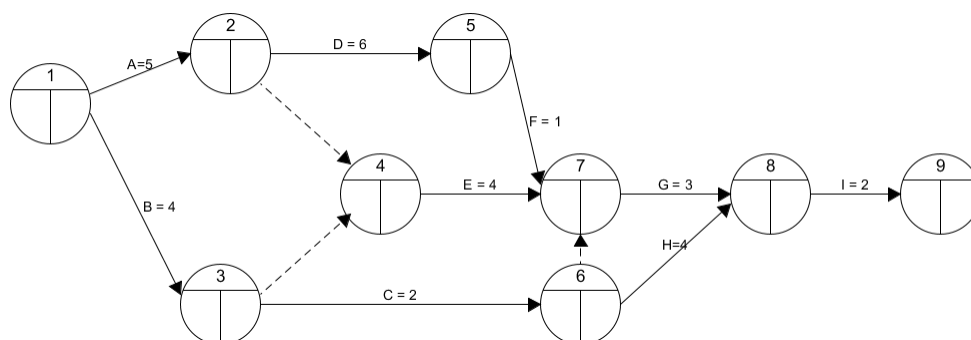 2
5
D = 6
1
A=5
F = 1
4
7
8
9
E = 4
G = 3
I = 2
B = 4
H=4
3
6
C = 2